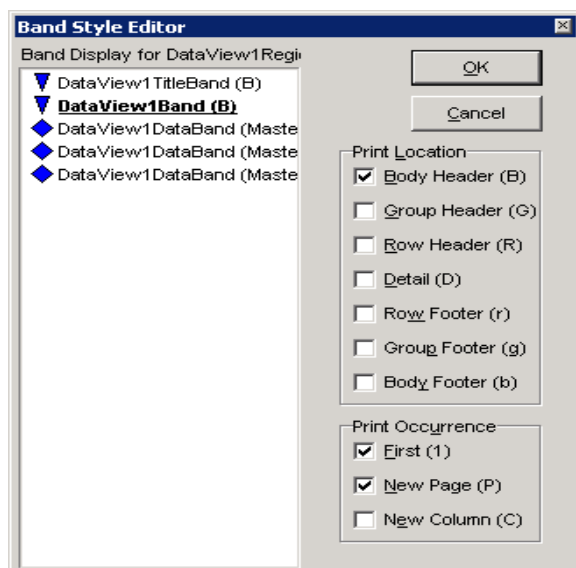 Band Style Editor
Band Display for DataView1Regi
DataView1TitleBand (B)
DataView1Band (B)
DataView1DataBand (Maste
DataView1DataBand (Maste
DataView1DataBand (Maste
OK
Cancel
Print Location
Body Header (B)
Group Header (G)
Row Header (R)
Detail (D)
Row Footer (r)
Group Footer (g)
Body Footer (b)
Print Occurrence
First (1)
New Page (P)
New Column (C)